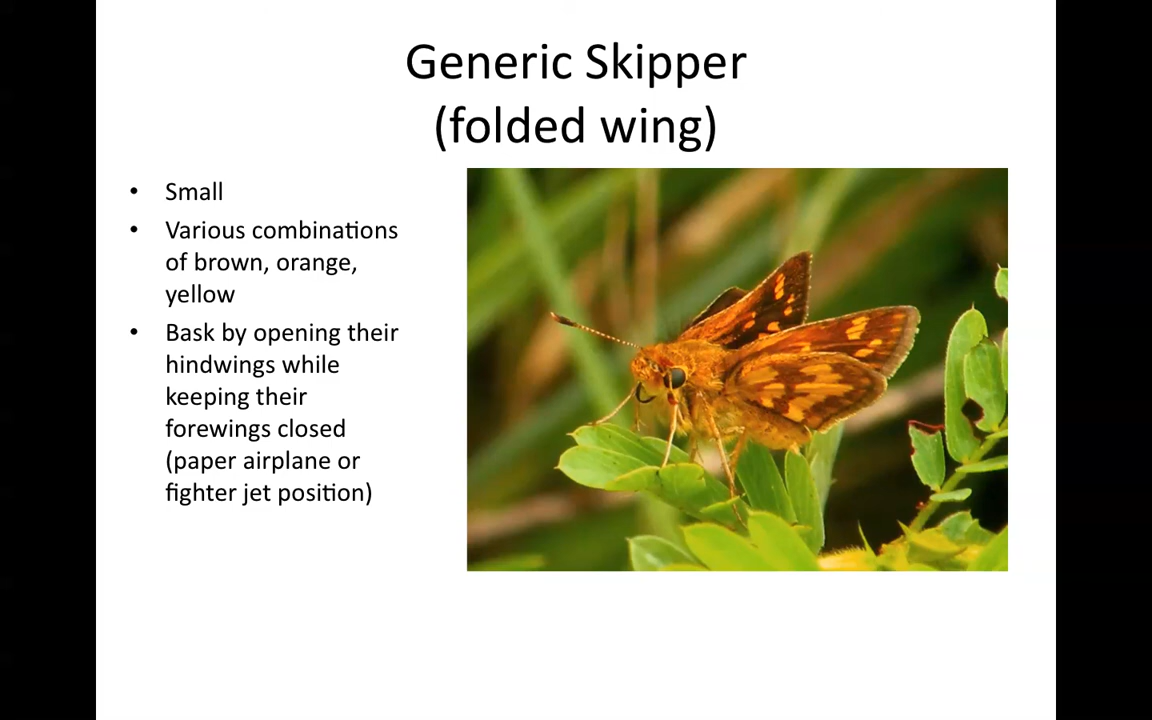 Generic Skipper
(folded wing)
• Small
• Various combinations
of brown, orange,
yellow
• Bask by opening their
hindwings while
keeping their
forewings closed
(paper airplane or
fighter jet position)